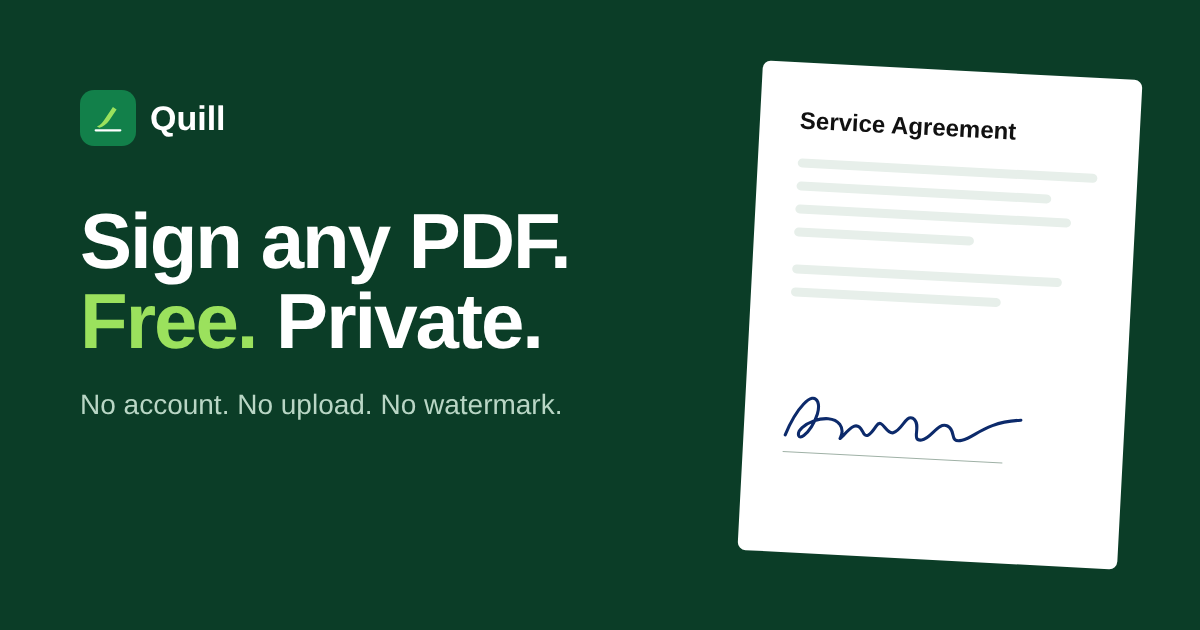 Quill
Sign any PDF.
Free. Private.
No account. No upload. No watermark.
Service Agreement